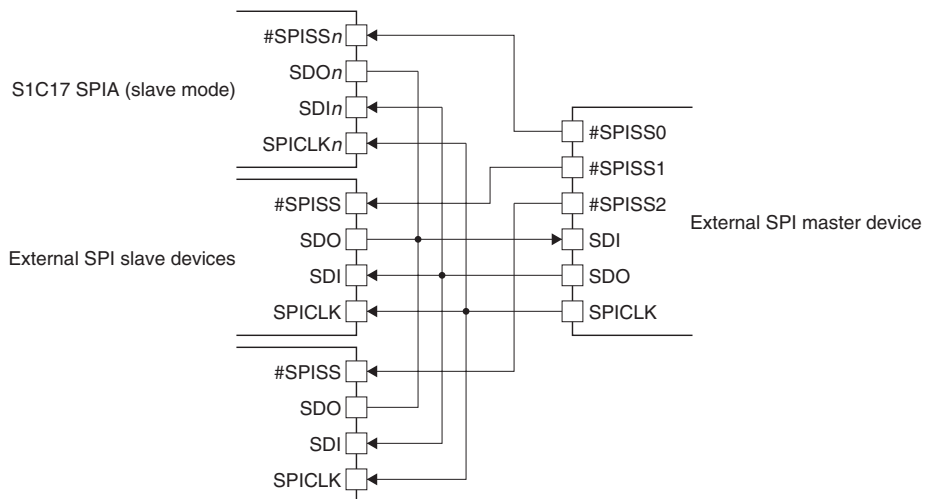 #SPISSn
SDOn
S1C17 SPIA (slave mode)
SDIn
SPICLKn
#SPISS
SDO
External SPI slave devices
SDI
SPICLK
#SPISS
SDO
SDI
SPICLK
#SPISS0
#SPISS1
#SPISS2
External SPI master device
SDI
SDO
SPICLK